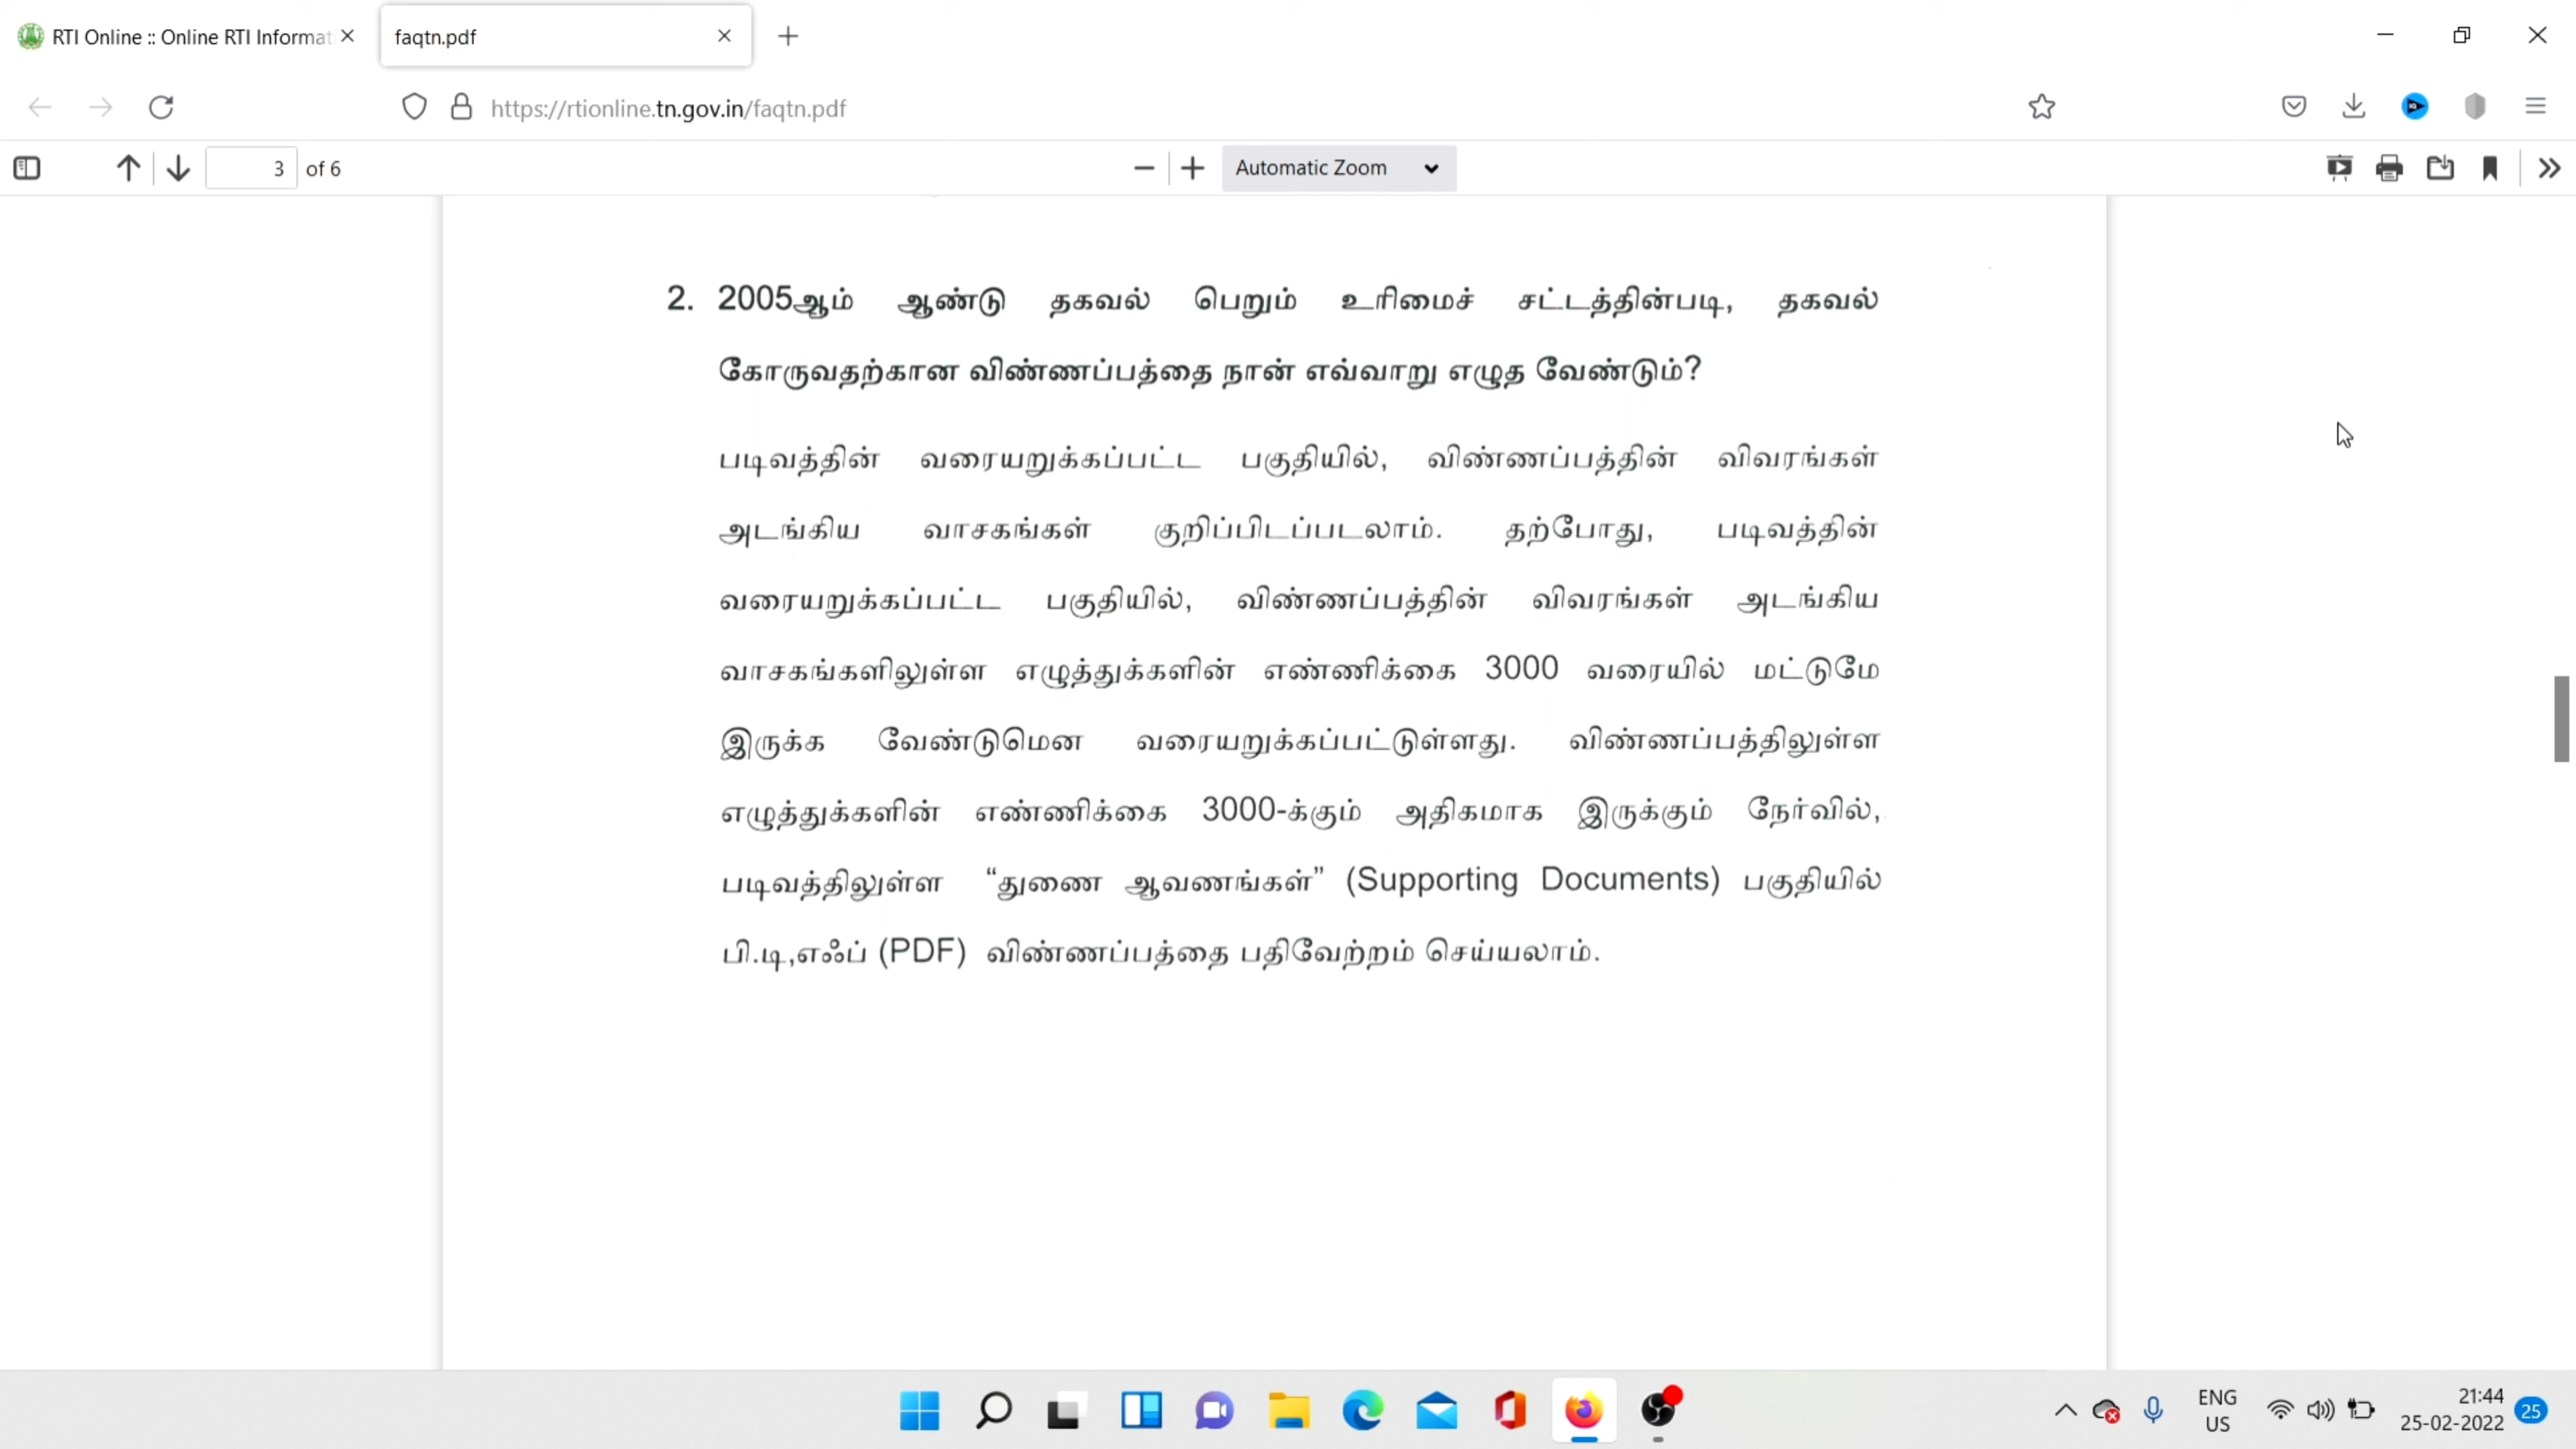 RTI Online :: Online RTI Informat
faqtn.pdf
https://rtionline.tn.gov.in/faqtn.pdf
3 of 6
Automatic Zoom
2. 2005ஆம் ஆண்டு தகவல் பெறும் உரிமைச் சட்டத்தின்படி, தகவல்
கோருவதற்கான விண்ணப்பத்தை நான் எவ்வாறு எழுத வேண்டும்?
படிவத்தின் வரையறுக்கப்பட்ட பகுதியில், விண்ணப்பத்தின் விவரங்கள்
அடங்கிய வாசகங்கள் குறிப்பிடப்படலாம். தற்போது, படிவத்தின்
வரையறுக்கப்பட்ட பகுதியில், விண்ணப்பத்தின் விவரங்கள் அடங்கிய
வாசகங்களிலுள்ள எழுத்துக்களின் எண்ணிக்கை 3000 வரையில் மட்டுமே
இருக்க வேண்டுமென வரையறுக்கப்பட்டுள்ளது. விண்ணப்பத்திலுள்ள
எழுத்துக்களின் எண்ணிக்கை 3000-க்கும் அதிகமாக இருக்கும் நேர்வில்,
படிவத்திலுள்ள “துணை ஆவணங்கள்” (Supporting Documents) பகுதியில்
பி.டி,எஃப் (PDF) விண்ணப்பத்தை பதிவேற்றம் செய்யலாம்.
ENG
US
21:44
25-02-2022
25